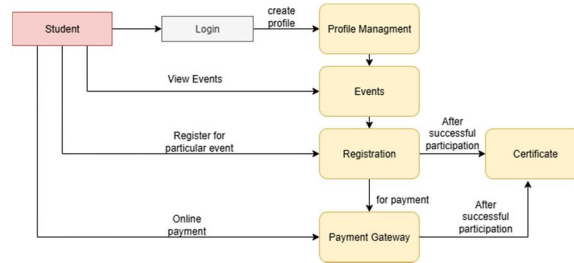 Student
Login
create
profile
Profile Managment
View Events
Events
Register for
particular event
Registration
After
successful
participation
Certificate
for payment
Online
payment
Payment Gateway
After
successful
participation